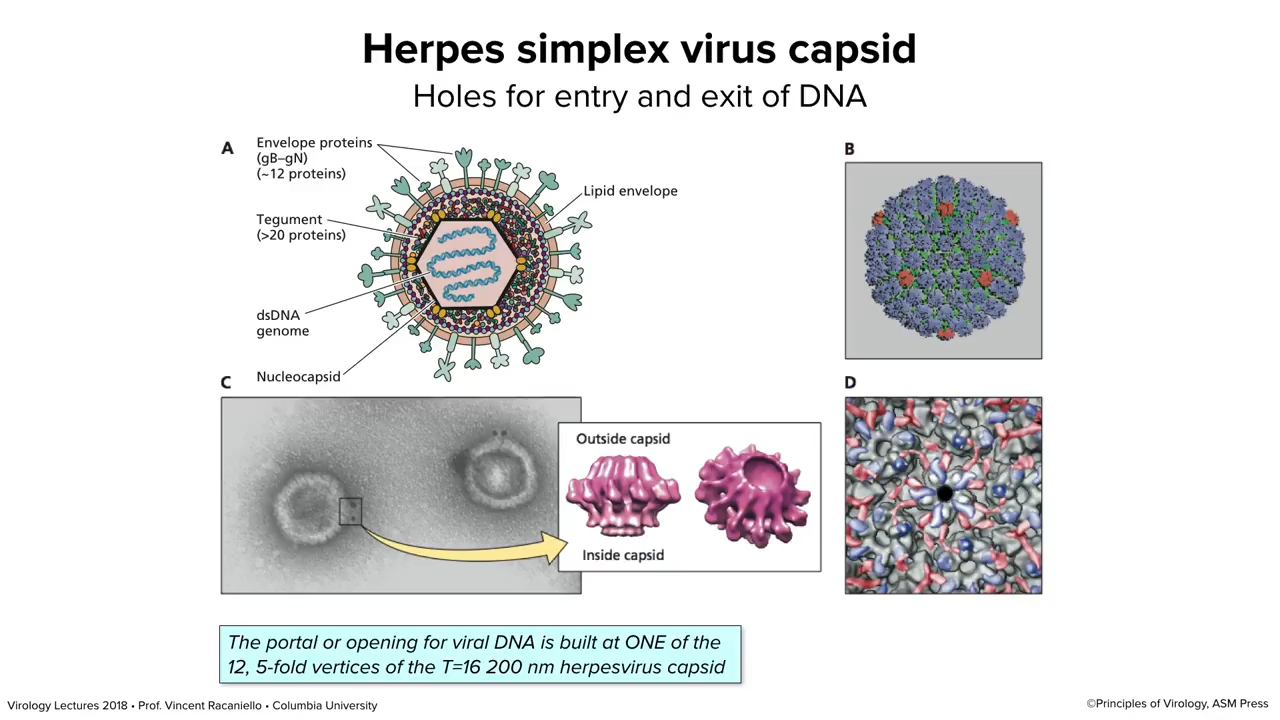 Herpes simplex virus capsid
Holes for entry and exit of DNA
A
Envelope proteins
(gB–gN)
(~12 proteins)
Lipid envelope
Tegument
(>20 proteins)
dsDNA
genome
Nucleocapsid
B
C
Outside capsid
Inside capsid
D
The portal or opening for viral DNA is built at ONE of the
12, 5-fold vertices of the T=16 200 nm herpesvirus capsid
Virology Lectures 2018 • Prof. Vincent Racaniello • Columbia University
©Principles of Virology, ASM Press